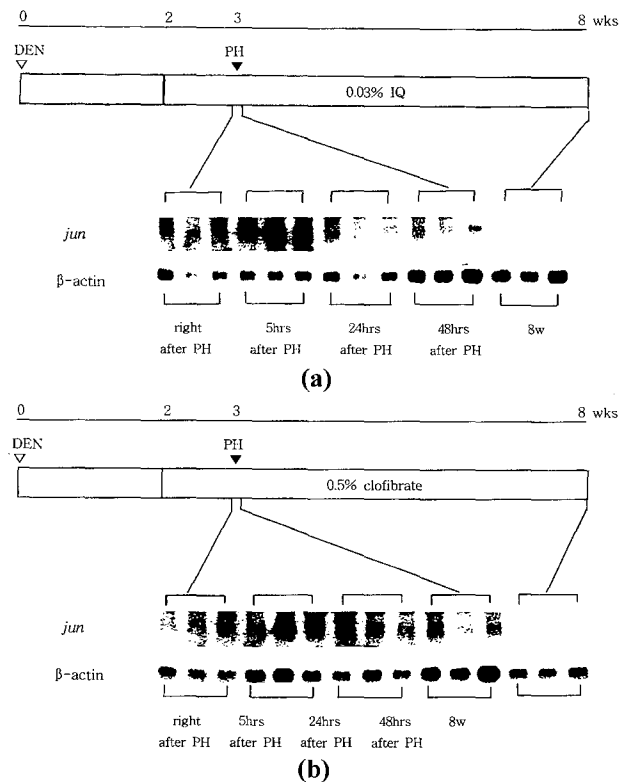 0 2 3 8 wks
DEN PH
0.03% IQ
jun
β-actin
right 5hrs 24hrs 48hrs 8w
after PH after PH after PH after PH
(a)
0 2 3 8 wks
DEN PH
0.5% clofibrate
jun
β-actin
right 5hrs 24hrs 48hrs 8w
after PH after PH after PH after PH
(b)